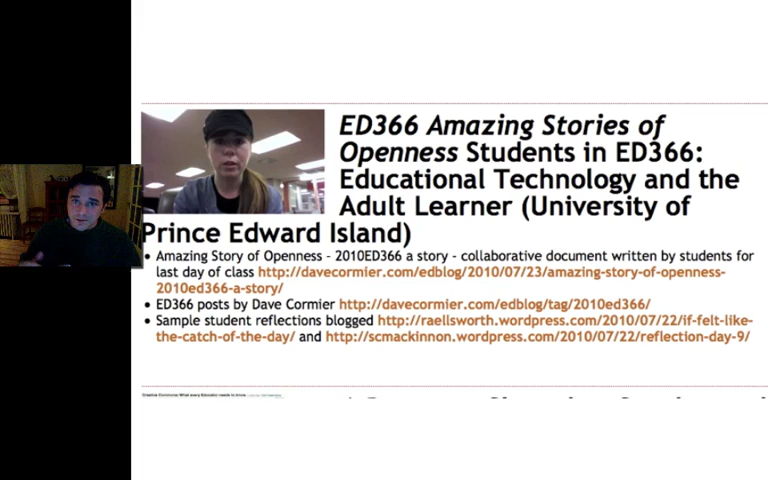 ED366 Amazing Stories of
Openness Students in ED366:
Educational Technology and the
Adult Learner (University of
Prince Edward Island)
• Amazing Story of Openness - 2010ED366 a story - collaborative document written by students for
last day of class http://davecormier.com/edblog/2010/07/23/amazing-story-of-openness-
2010ed366-a-story/
• ED366 posts by Dave Cormier http://davecormier.com/edblog/tag/2010ed366/
• Sample student reflections blogged http://raellsworth.wordpress.com/2010/07/22/if-felt-like-
the-catch-of-the-day/ and http://scmackinnon.wordpress.com/2010/07/22/reflection-day-9/
Creative Commons: What every Educator needs to know